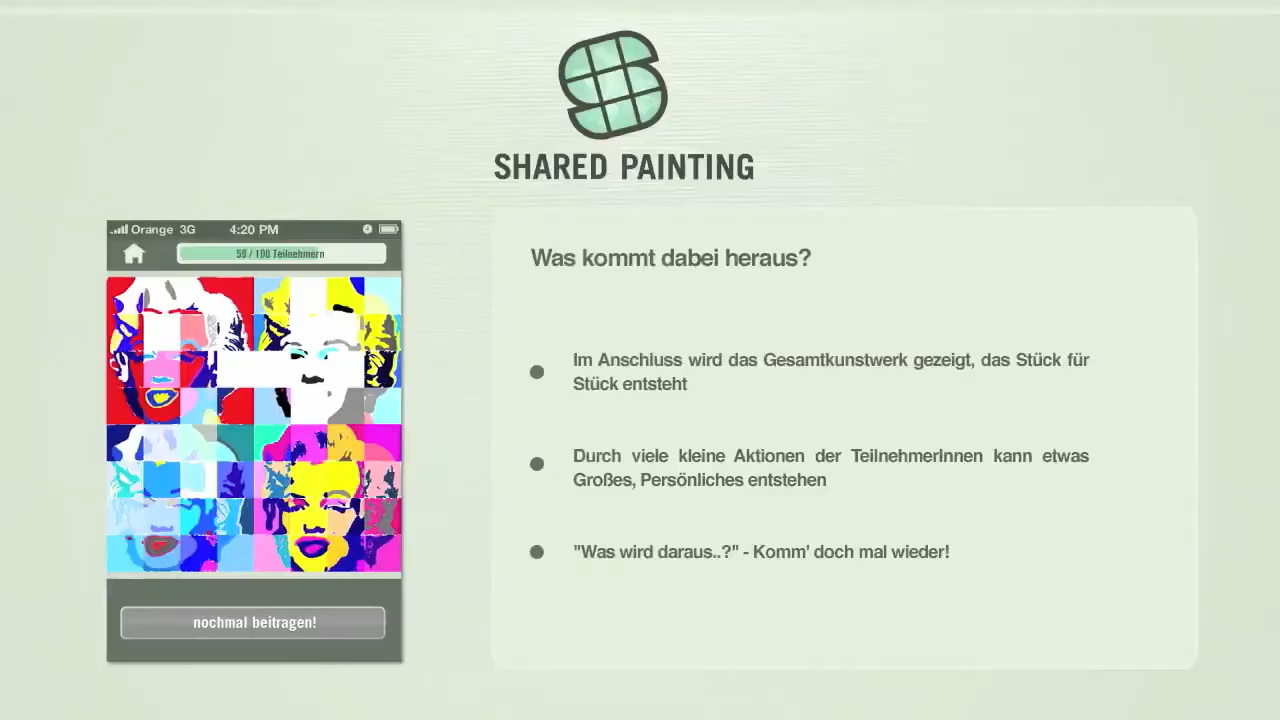 SHARED PAINTING
Orange 3G 4:20 PM
59 / 100 Teilnehmern
Was kommt dabei heraus?
Im Anschluss wird das Gesamtkunstwerk gezeigt, das Stück für
Stück entsteht
Durch viele kleine Aktionen der TeilnehmerInnen kann etwas
Großes, Persönliches entstehen
"Was wird daraus..?" - Komm' doch mal wieder!
nochmal beitragen!